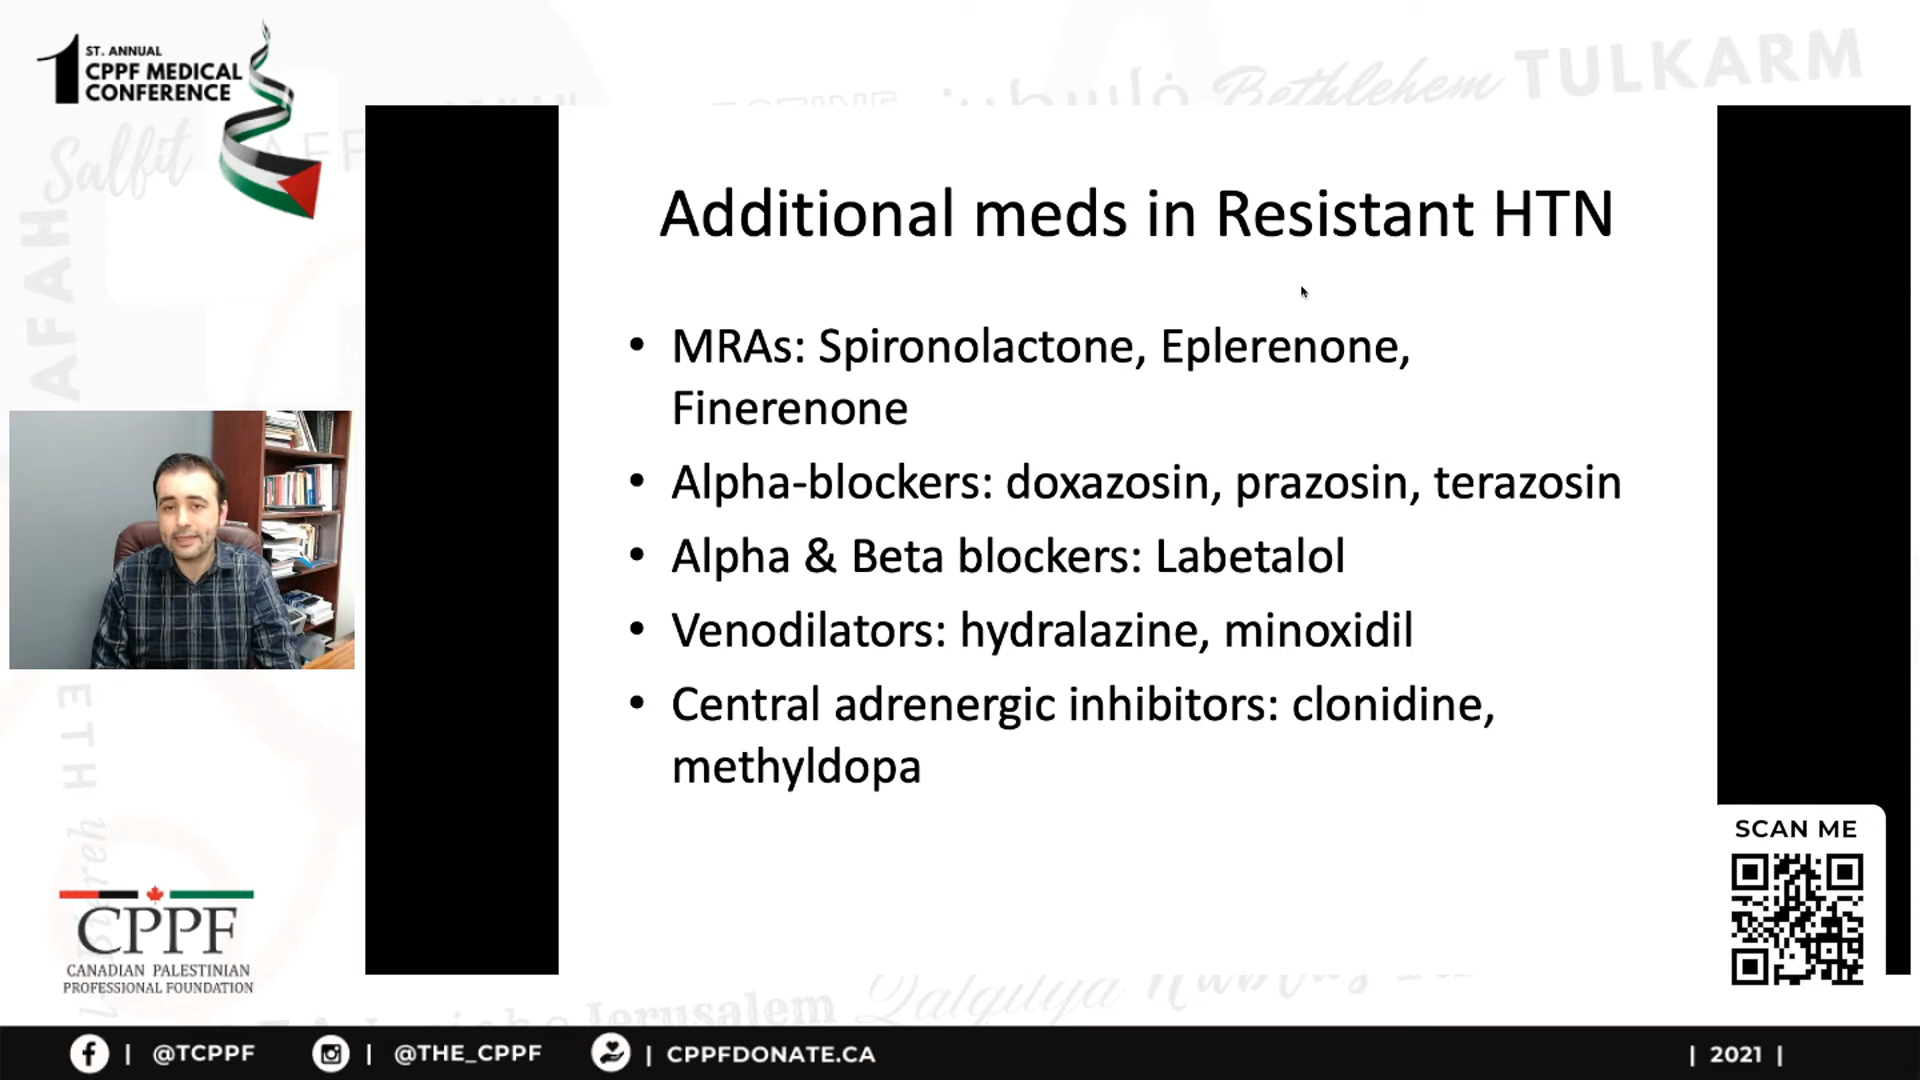 ST. ANNUAL
1 CPPF MEDICAL
CONFERENCE
Bethlehem TULKARM
Salfit
Additional meds in Resistant HTN
• MRAs: Spironolactone, Eplerenone,
Finerenone
• Alpha-blockers: doxazosin, prazosin, terazosin
• Alpha & Beta blockers: Labetalol
• Venodilators: hydralazine, minoxidil
• Central adrenergic inhibitors: clonidine,
methyldopa
SCAN ME
CPPF
CANADIAN PALESTINIAN
PROFESSIONAL FOUNDATION
Jerusalem Qalqilya
| @TCPPF | @THE_CPPF | CPPFDONATE.CA | 2021 |